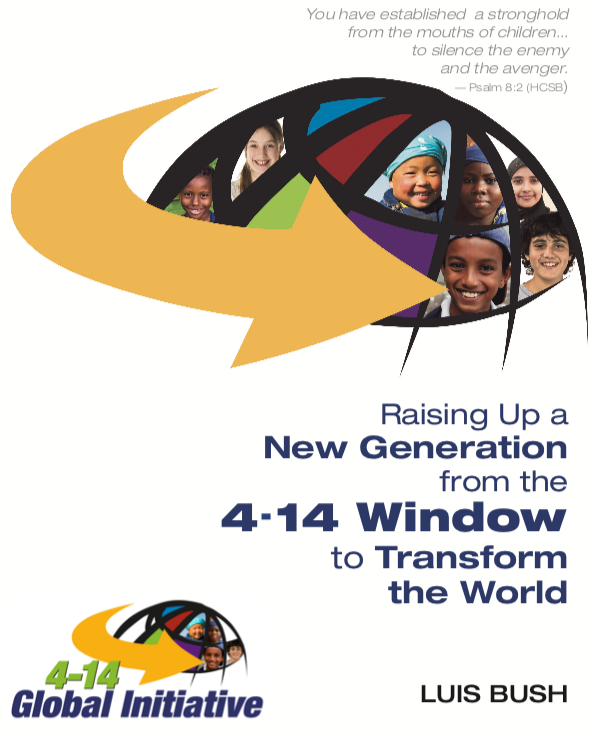 You have established a stronghold
from the mouths of children...
to silence the enemy
and the avenger.
— Psalm 8:2 (HCSB)
Raising Up a
New Generation
from the
4-14 Window
to Transform
the World
4-14
Global Initiative
LUIS BUSH